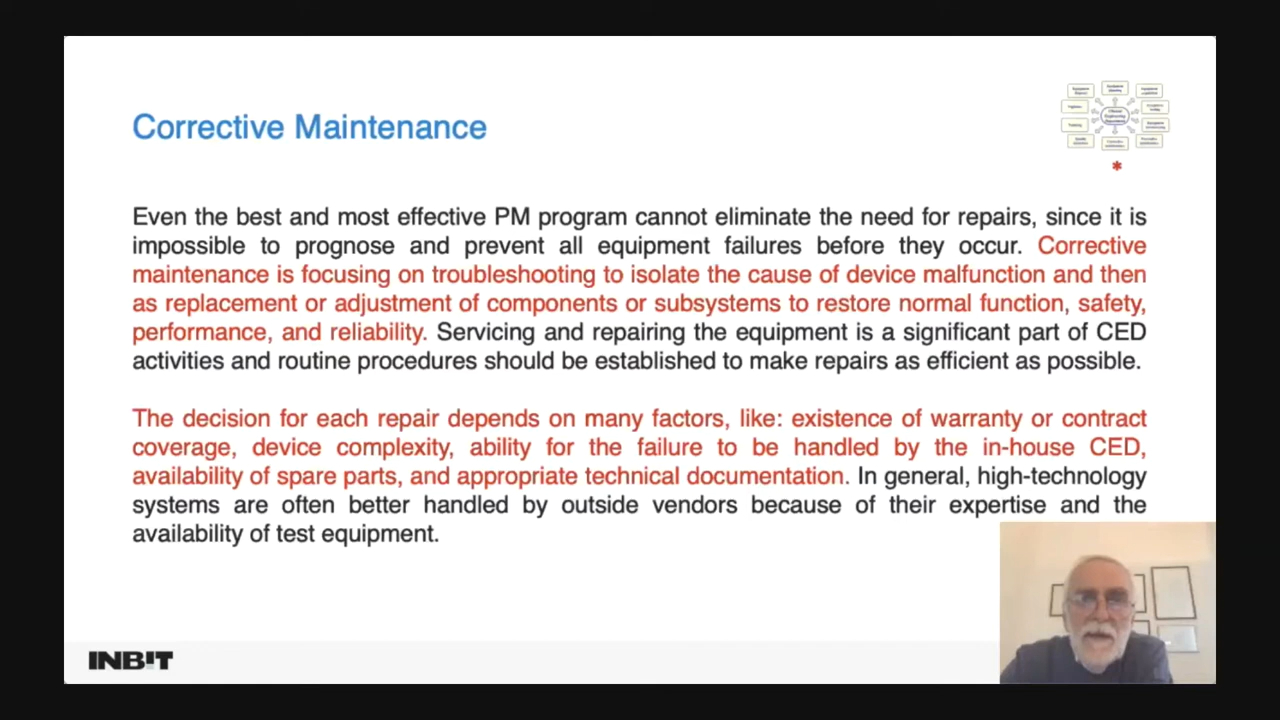 Corrective Maintenance
*
Even the best and most effective PM program cannot eliminate the need for repairs, since it is
impossible to prognose and prevent all equipment failures before they occur. Corrective
maintenance is focusing on troubleshooting to isolate the cause of device malfunction and then
as replacement or adjustment of components or subsystems to restore normal function, safety,
performance, and reliability. Servicing and repairing the equipment is a significant part of CED
activities and routine procedures should be established to make repairs as efficient as possible.
The decision for each repair depends on many factors, like: existence of warranty or contract
coverage, device complexity, ability for the failure to be handled by the in-house CED,
availability of spare parts, and appropriate technical documentation. In general, high-technology
systems are often better handled by outside vendors because of their expertise and the
availability of test equipment.
INBIT